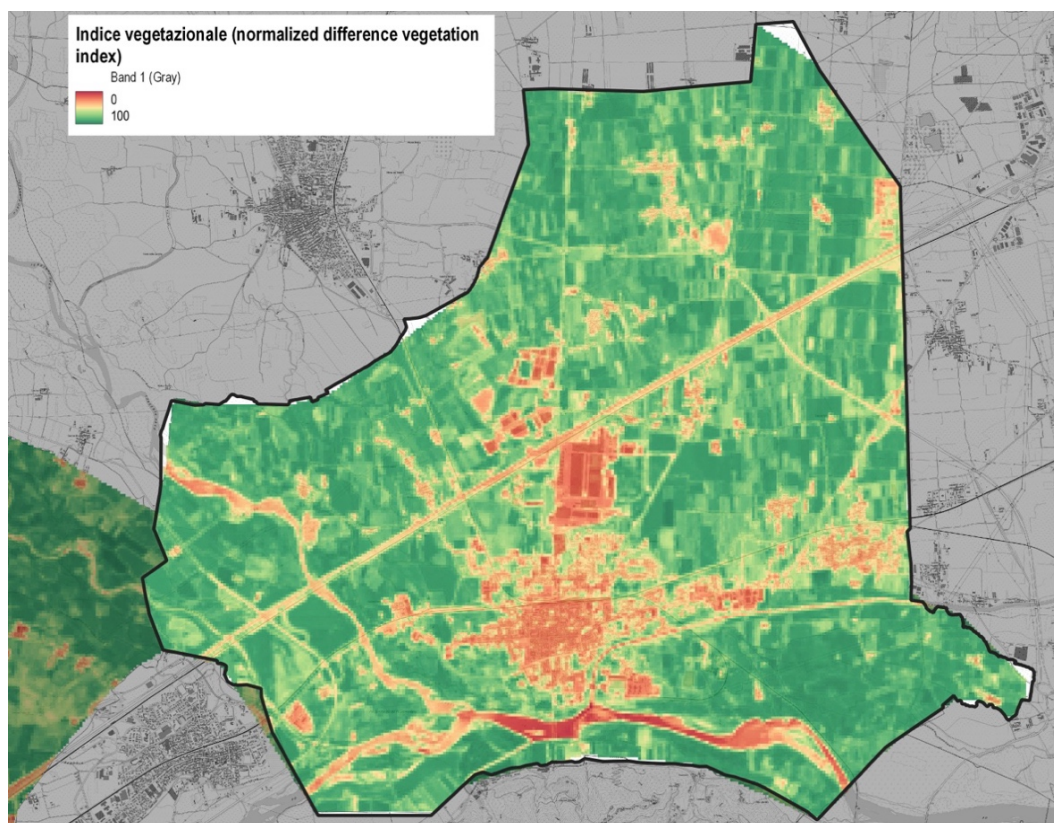 Indice vegetazionale (normalized difference vegetation
index)
Band 1 (Gray)
0
100